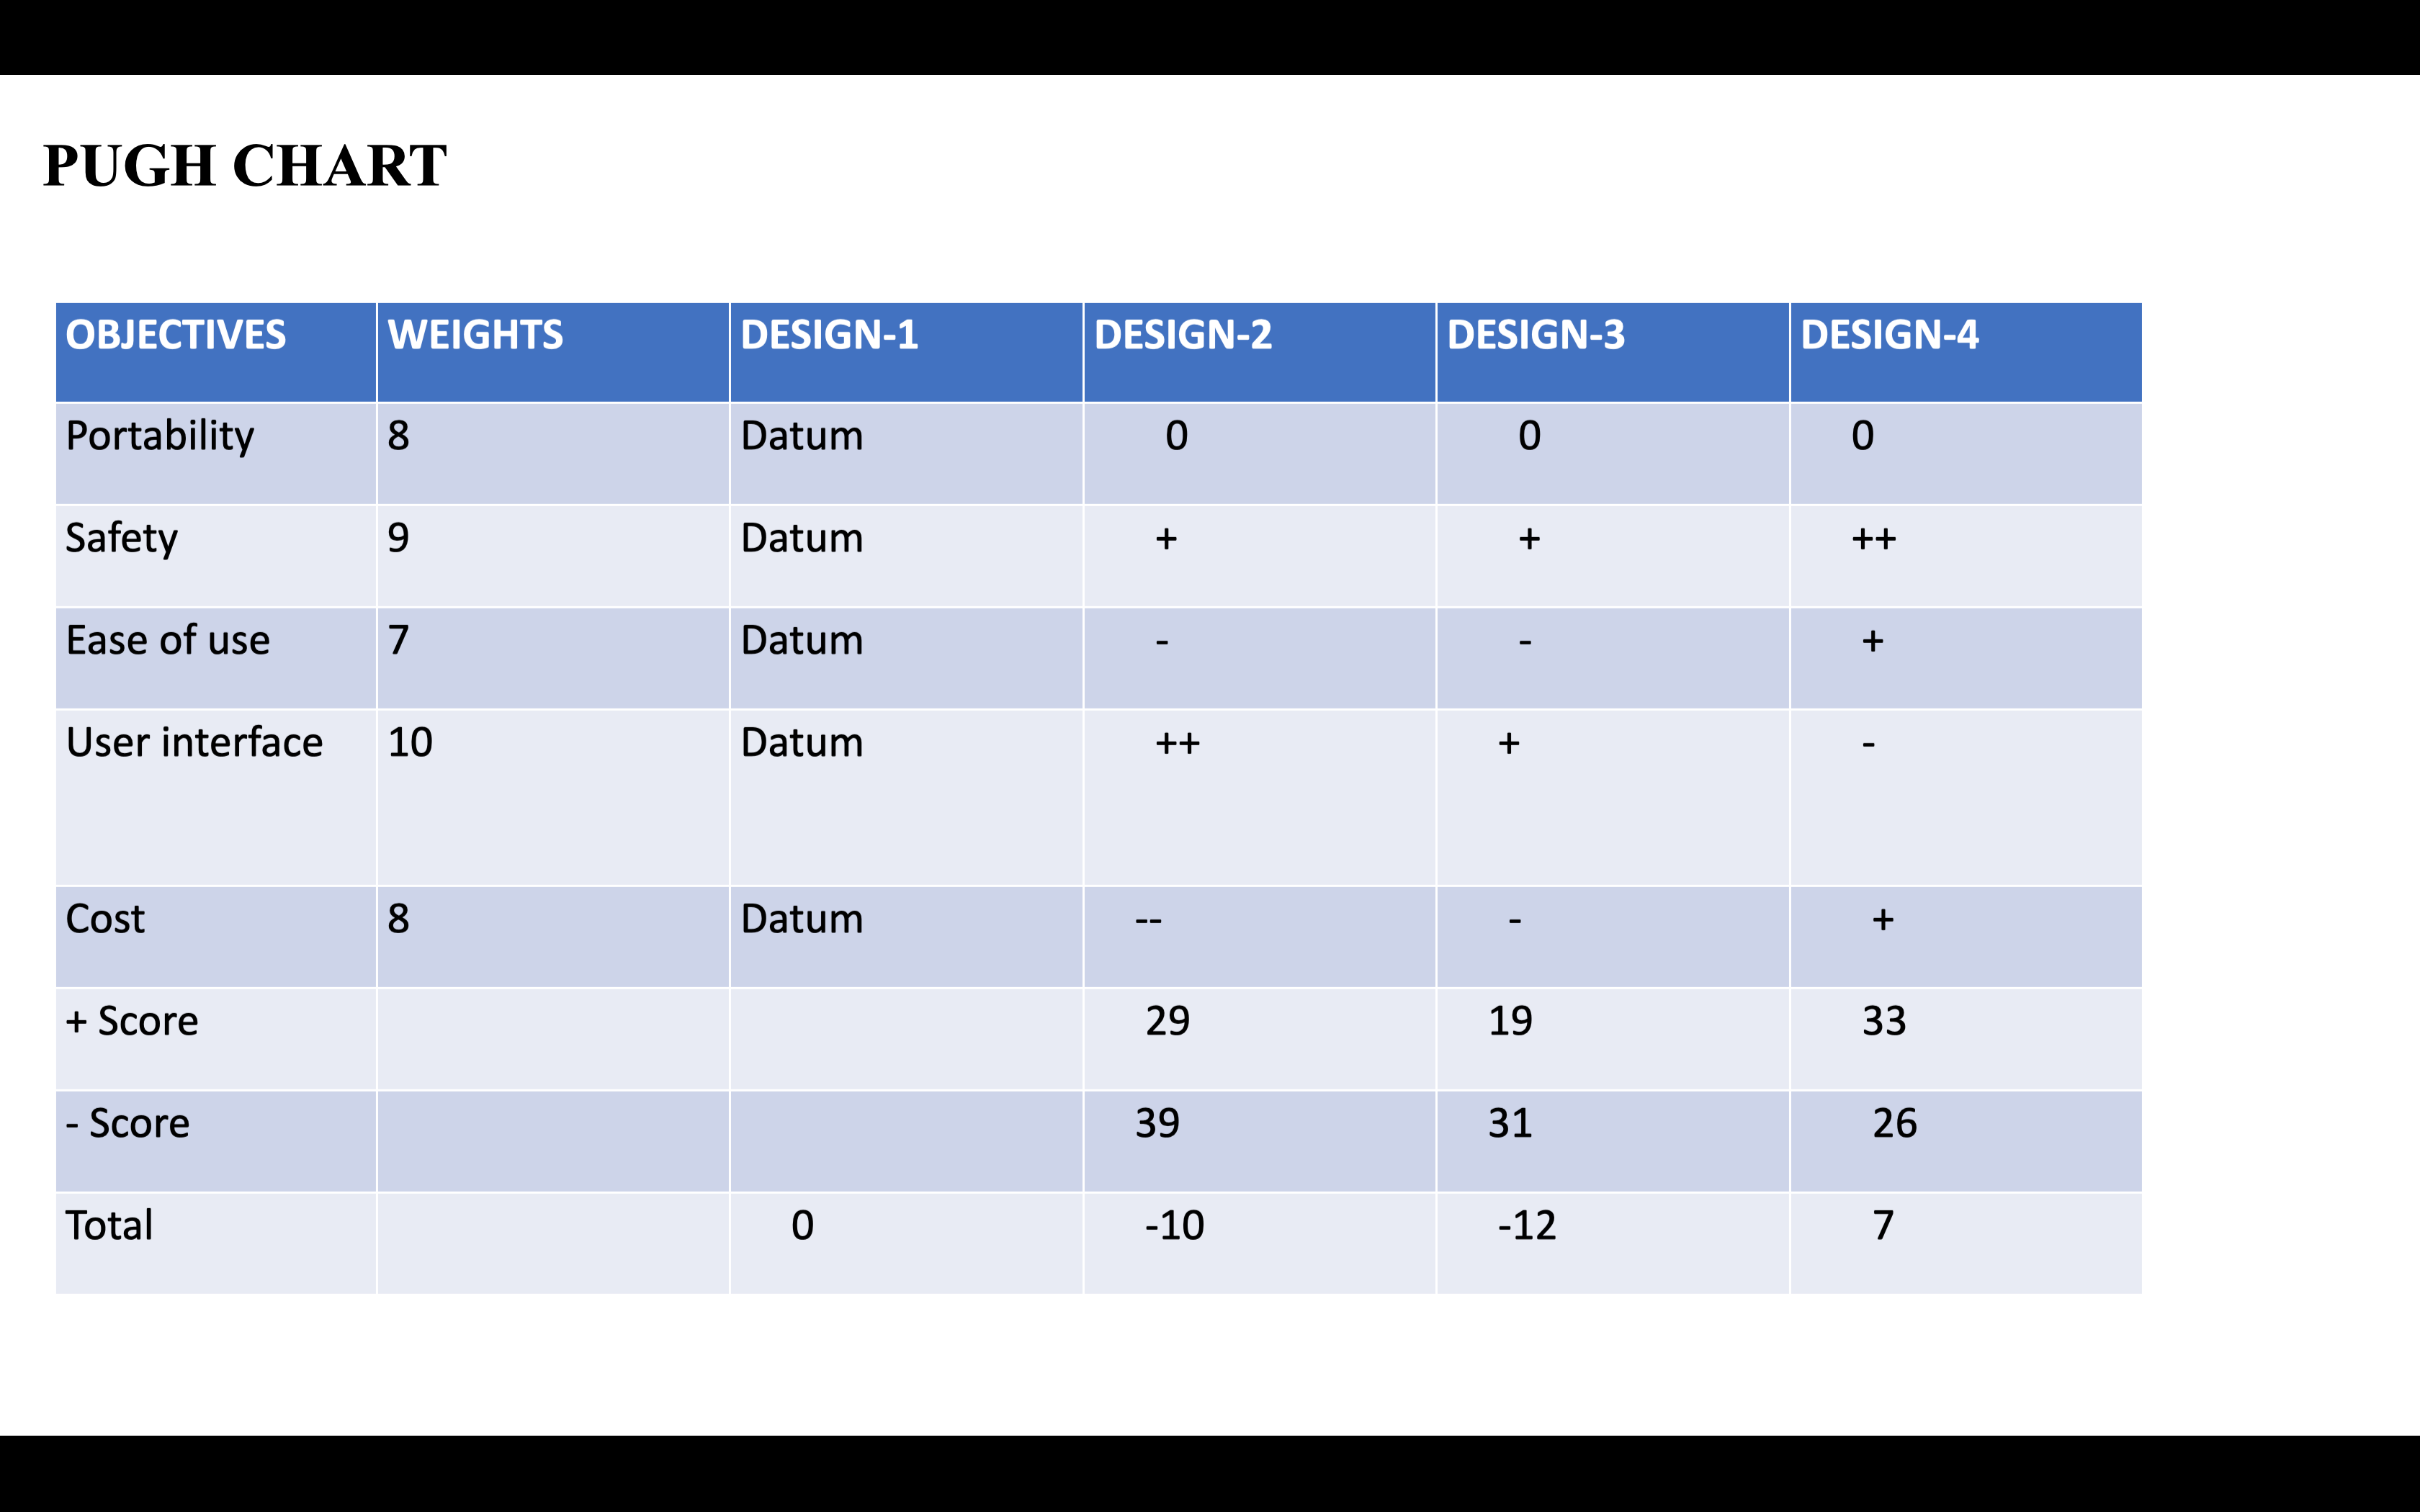 PUGH CHART
OBJECTIVES WEIGHTS DESIGN-1 DESIGN-2 DESIGN-3 DESIGN-4
Portability 8 Datum 0 0 0
Safety 9 Datum + + ++
Ease of use 7 Datum - - +
User interface 10 Datum ++ + -
Cost 8 Datum -- - +
+ Score 29 19 33
- Score 39 31 26
Total 0 -10 -12 7